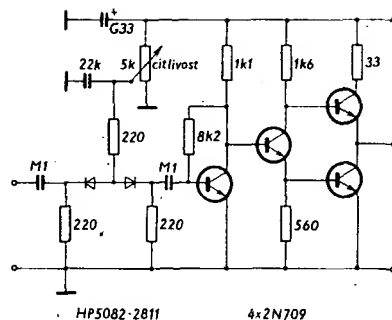 +
G33
22k
5k
citlivost
1k1
1k6
33
220
8k2
M1
M1
220
220
560
HP5082-2811
4x2N709